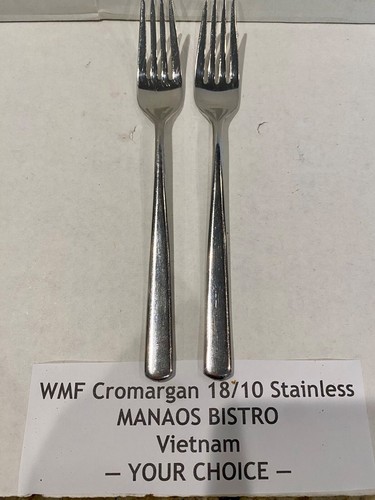 WMF Cromargan 18/10 Stainless
MANAOS BISTRO
Vietnam
— YOUR CHOICE —